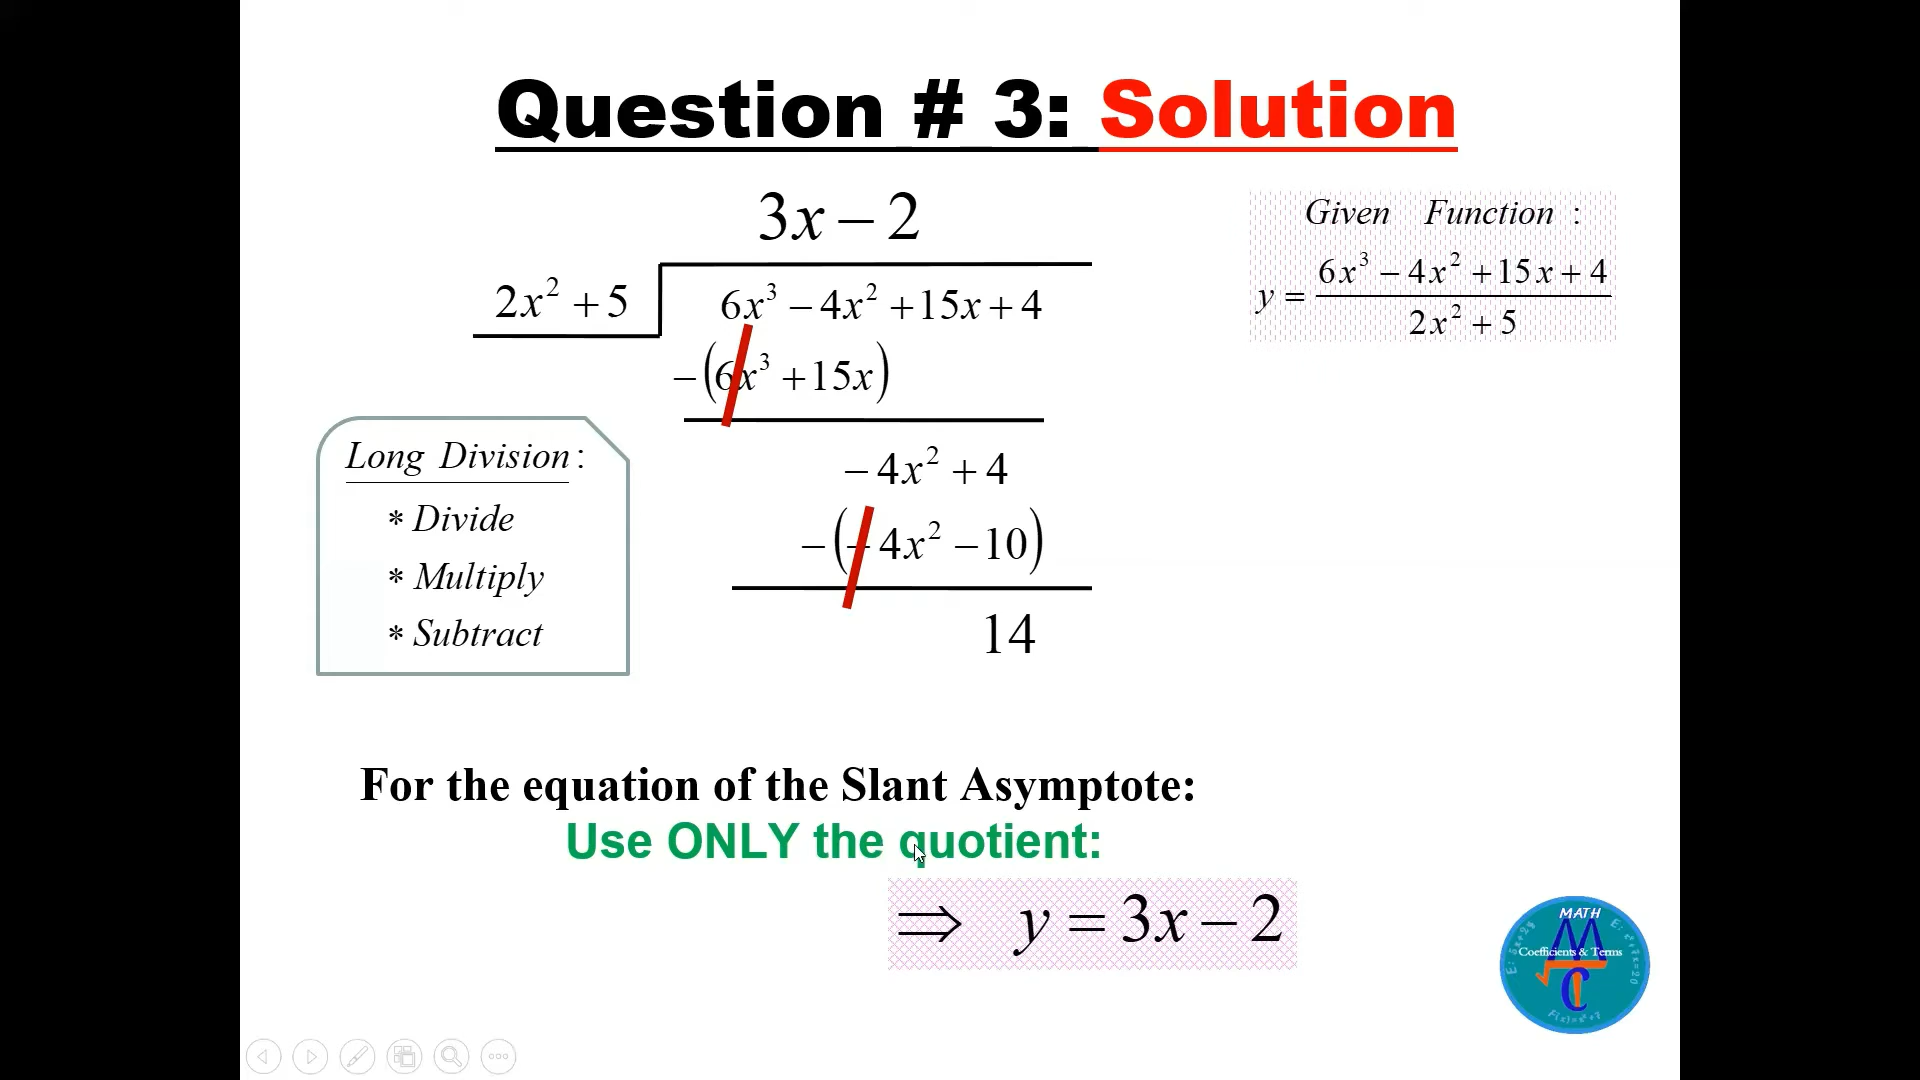 Question # 3: Solution
3x − 2
2x² + 5
6x³ − 4x² + 15x + 4
− (6x³ + 15x)
− 4x² + 4
− (− 4x² − 10)
14
Given Function :
y = (6x³ − 4x² + 15x + 4) / (2x² + 5)
Long Division :
* Divide
* Multiply
* Subtract
For the equation of the Slant Asymptote:
Use ONLY the quotient:
⇒ y = 3x − 2
MATH
Coefficients & Terms